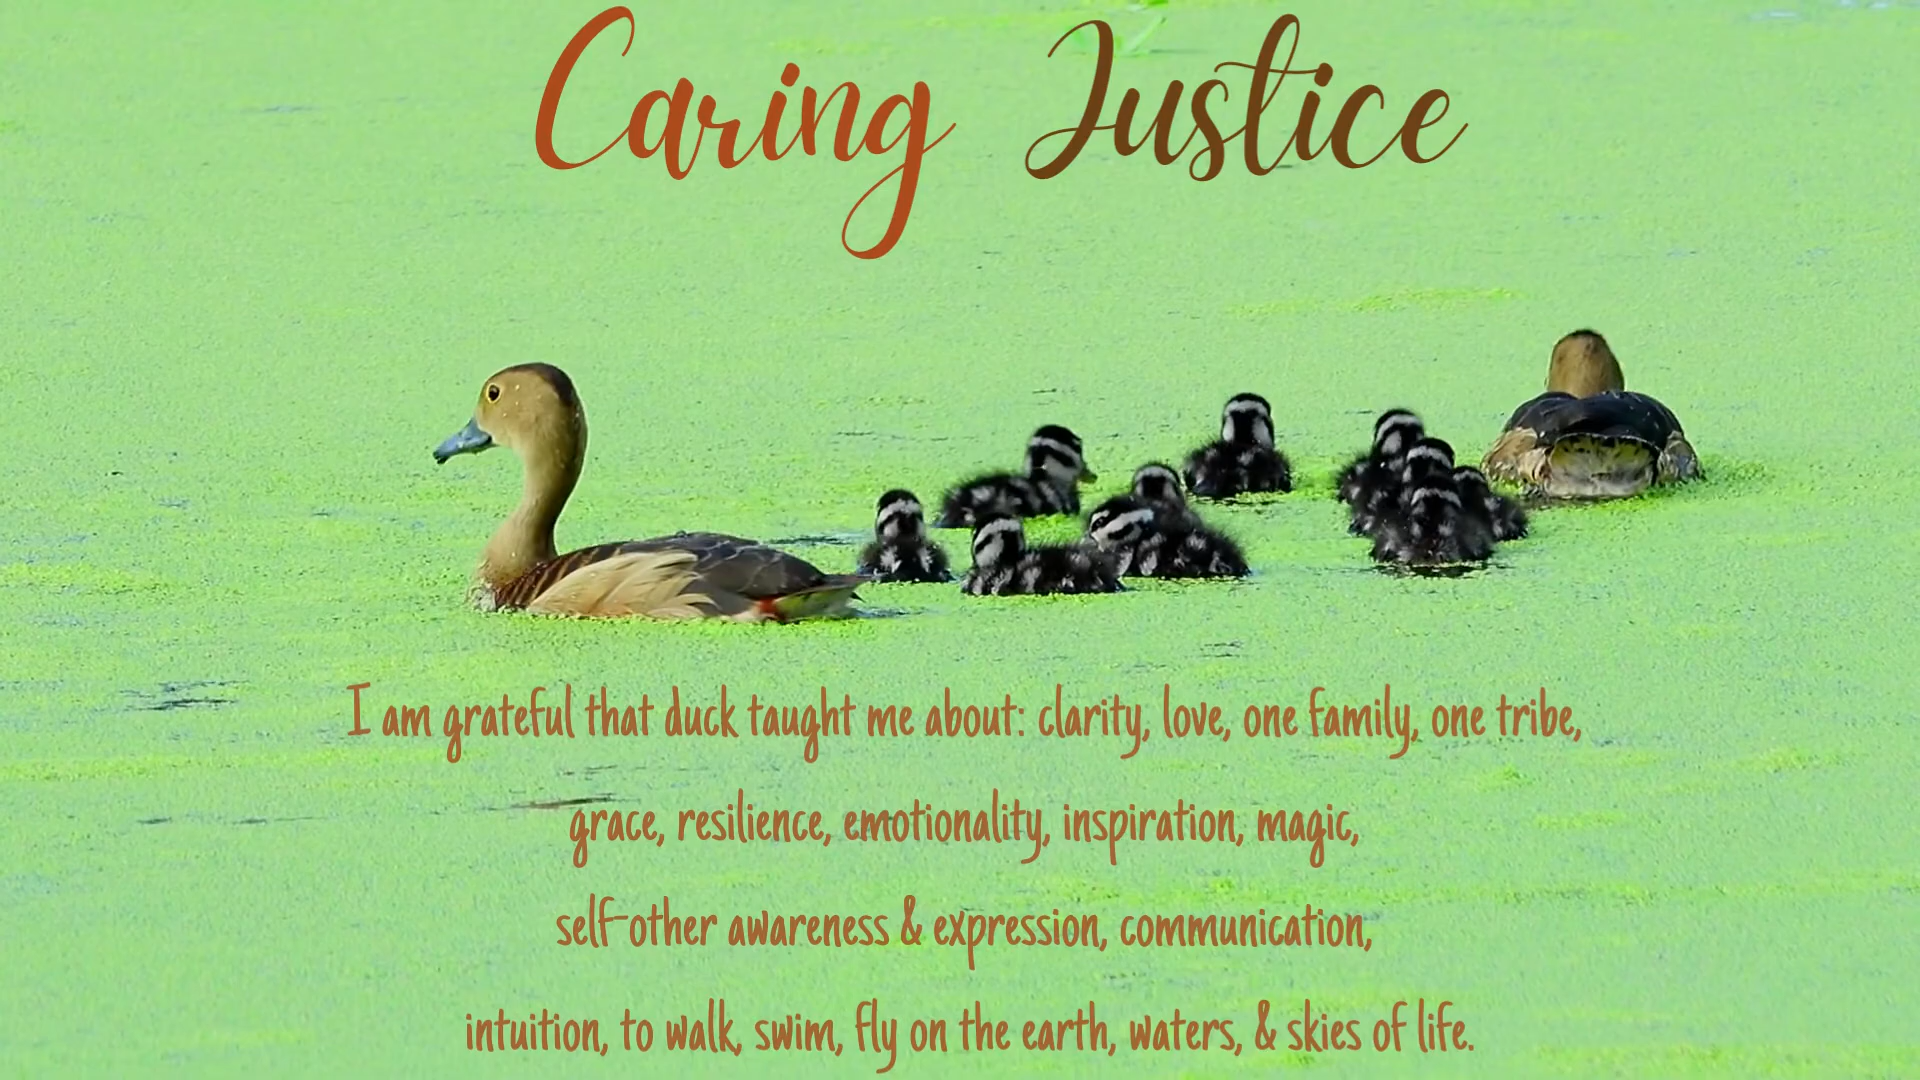 Caring Justice
I am grateful that duck taught me about: clarity, love, one family, one tribe,
grace, resilience, emotionality, inspiration, magic,
self-other awareness & expression, communication,
intuition, to walk, swim, fly on the earth, waters, & skies of life.